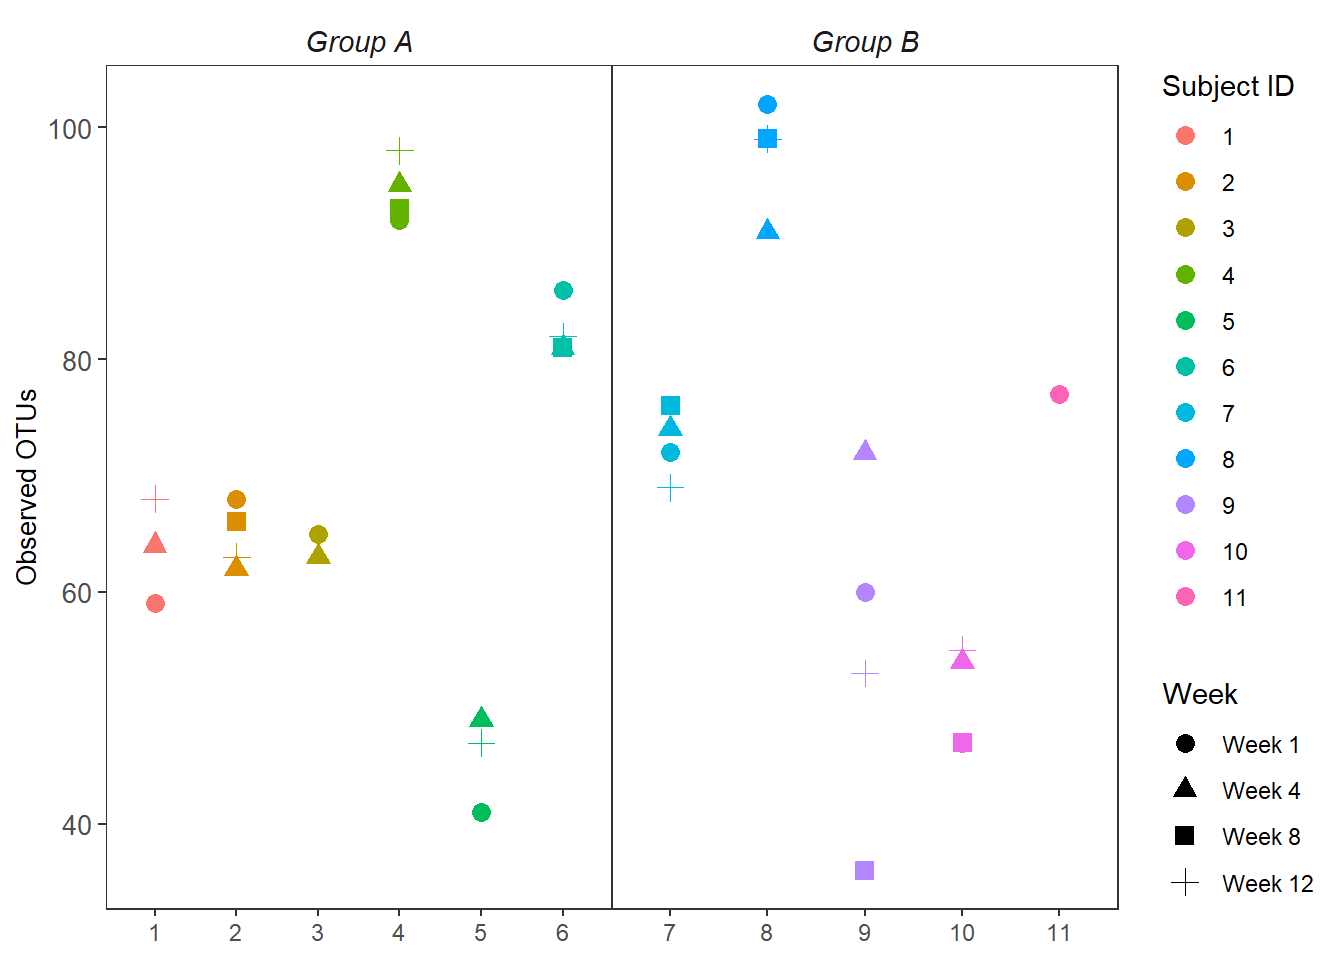 Group A
Group B
Observed OTUs
100
80
60
40
1 2 3 4 5 6 7 8 9 10 11
Subject ID
1
2
3
4
5
6
7
8
9
10
11
Week
Week 1
Week 4
Week 8
Week 12